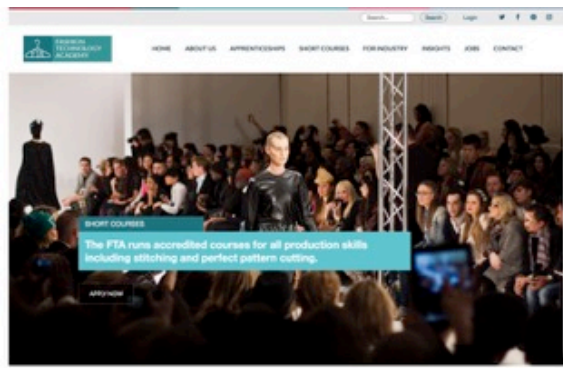 Search...
Search
Login
FASHION
TECHNOLOGY
ACADEMY
HOME ABOUT US APPRENTICESHIPS SHORT COURSES FOR INDUSTRY INSIGHTS JOBS CONTACT
SHORT COURSES
The FTA runs accredited courses for all production skills
including stitching and perfect pattern cutting.
APPLY NOW